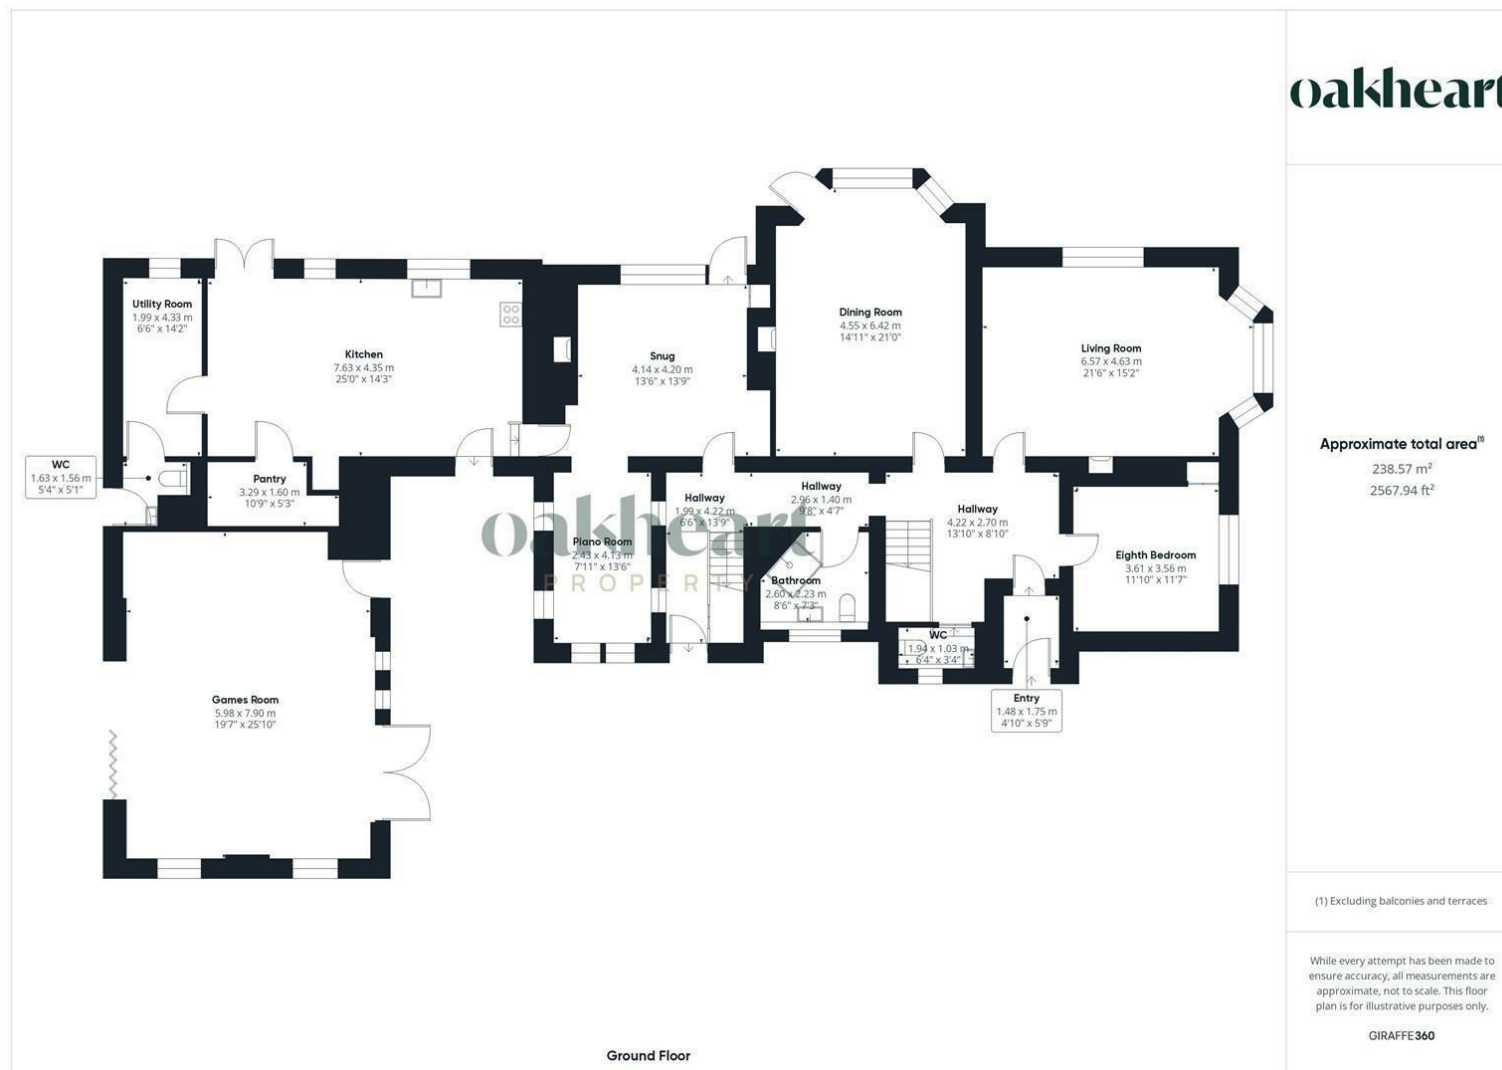 oakheart
Utility Room
1.99 x 4.33 m
6'6" x 14'2"
Kitchen
7.63 x 4.35 m
25'0" x 14'3"
Snug
4.14 x 4.20 m
13'6" x 13'9"
Dining Room
4.55 x 6.42 m
14'11" x 21'0"
Living Room
6.57 x 4.63 m
21'6" x 15'2"
WC
1.63 x 1.56 m
5'4" x 5'1"
Pantry
3.29 x 1.60 m
10'9" x 5'3"
Hallway
1.99 x 4.22 m
6'6" x 13'9"
Hallway
2.96 x 1.40 m
9'8" x 4'7"
Hallway
4.22 x 2.70 m
13'10" x 8'10"
Piano Room
2.43 x 4.13 m
7'11" x 13'6"
oakheart
PROPERTY
Bathroom
2.60 x 2.23 m
8'6" x 7'3"
Eighth Bedroom
3.61 x 3.56 m
11'10" x 11'7"
WC
1.94 x 1.03 m
6'4" x 3'4"
Entry
1.48 x 1.75 m
4'10" x 5'9"
Games Room
5.98 x 7.90 m
19'7" x 25'10"
Ground Floor
Approximate total area(1)
238.57 m²
2567.94 ft²
(1) Excluding balconies and terraces
While every attempt has been made to
ensure accuracy, all measurements are
approximate, not to scale. This floor
plan is for illustrative purposes only.
GIRAFFE360